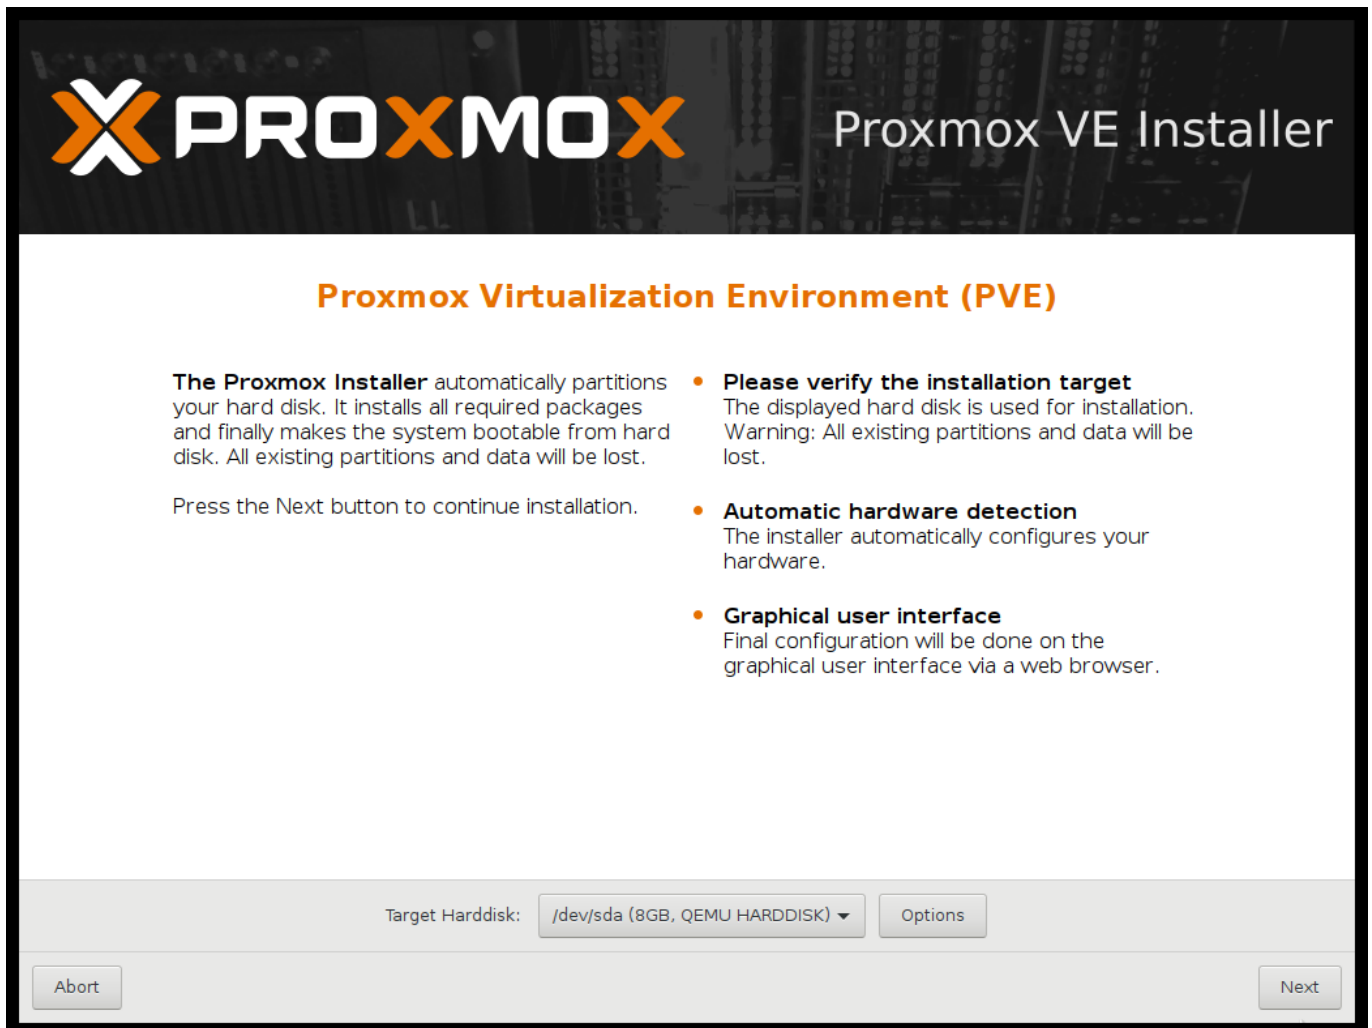 PROXMOX
Proxmox VE Installer
Proxmox Virtualization Environment (PVE)
The Proxmox Installer automatically partitions
your hard disk. It installs all required packages
and finally makes the system bootable from hard
disk. All existing partitions and data will be lost.
Press the Next button to continue installation.
Please verify the installation target
The displayed hard disk is used for installation.
Warning: All existing partitions and data will be
lost.
Automatic hardware detection
The installer automatically configures your
hardware.
Graphical user interface
Final configuration will be done on the
graphical user interface via a web browser.
Target Harddisk:
/dev/sda (8GB, QEMU HARDDISK)
Options
Abort
Next